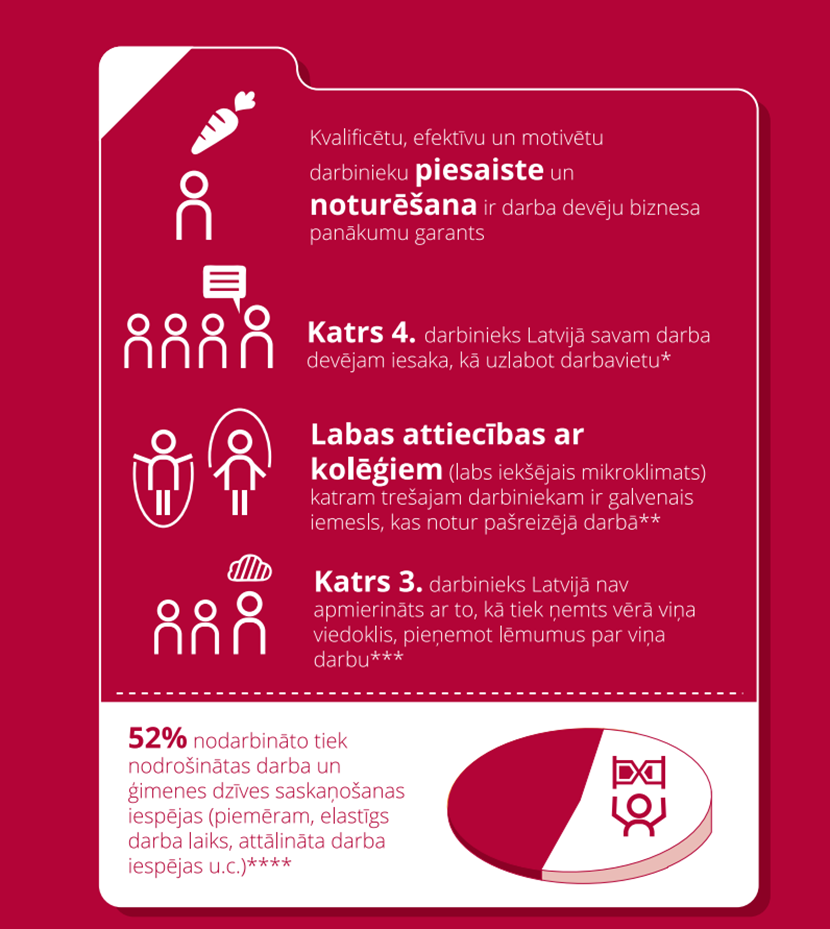 Kvalificētu, efektīvu un motivētu
darbinieku piesaiste un
noturēšana ir darba devēju biznesa
panākumu garants
Katrs 4. darbinieks Latvijā savam darba
devējam iesaka, kā uzlabot darbavietu*
Labas attiecības ar
kolēģiem (labs iekšējais mikroklimats)
katram trešajam darbiniekam ir galvenais
iemesls, kas notur pašreizējā darbā**
Katrs 3. darbinieks Latvijā nav
apmierināts ar to, kā tiek ņemts vērā viņa
viedoklis, pieņemot lēmumus par viņa
darbu***
52% nodarbināto tiek
nodrošinātas darba un
ģimenes dzīves saskaņošanas
iespējas (piemēram, elastīgs
darba laiks, attālināta darba
iespējas u.c.)****